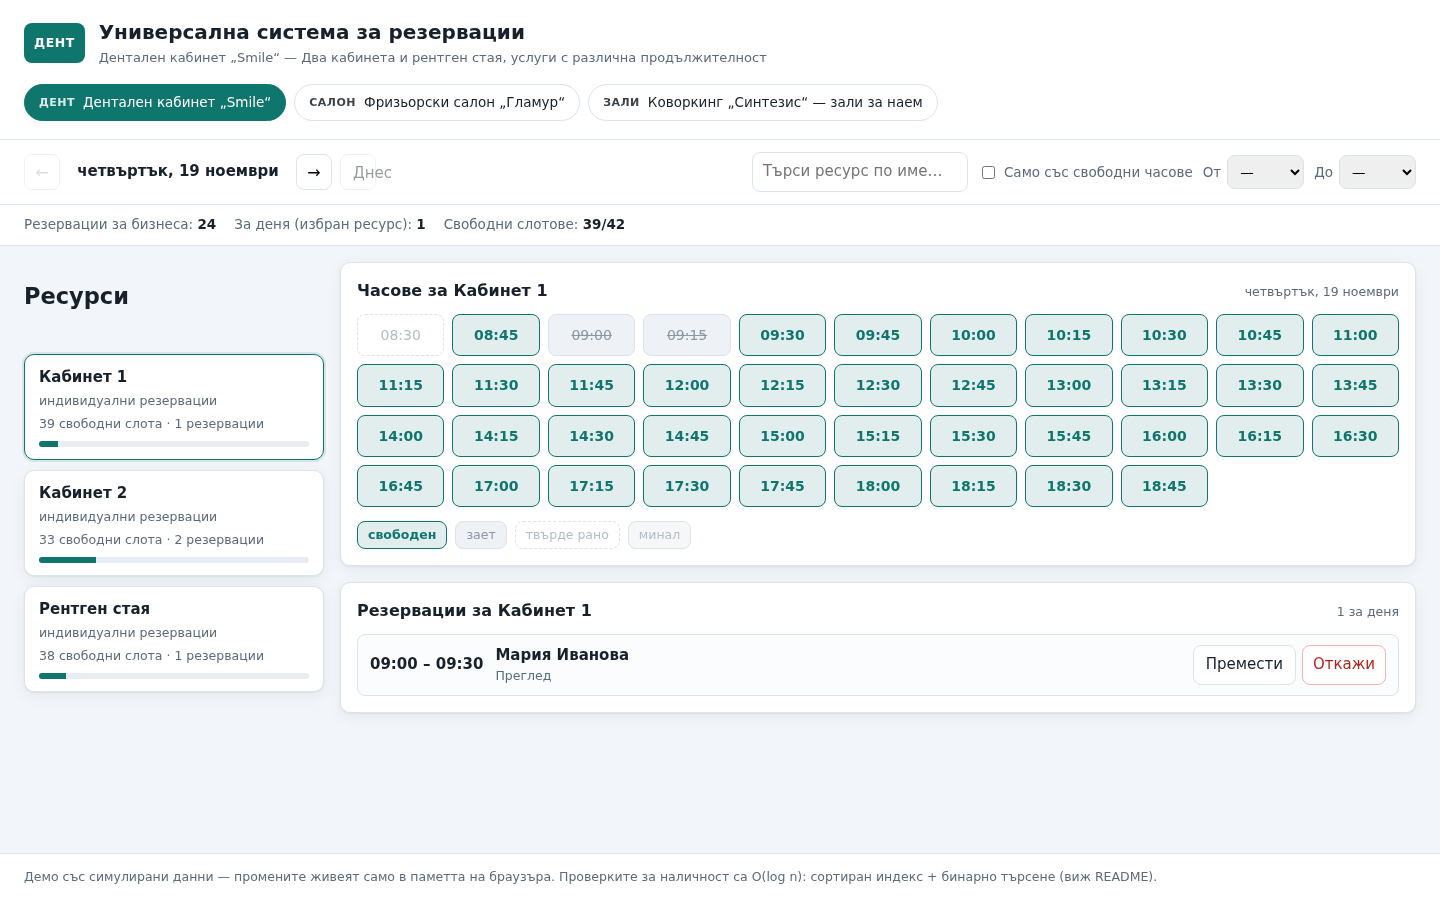 ДЕНТ
Универсална система за резервации
Дентален кабинет „Smile“ — Два кабинета и рентген стая, услуги с различна продължителност
ДЕНТ Дентален кабинет „Smile“
САЛОН Фризьорски салон „Гламур“
ЗАЛИ Коворкинг „Синтезис“ — зали за наем
← четвъртък, 19 ноември → Днес
Търси ресурс по име… Само със свободни часове От — До —
Резервации за бизнеса: 24 За деня (избран ресурс): 1 Свободни слотове: 39/42
Ресурси
Кабинет 1
индивидуални резервации
39 свободни слота · 1 резервации
Кабинет 2
индивидуални резервации
33 свободни слота · 2 резервации
Рентген стая
индивидуални резервации
38 свободни слота · 1 резервации
Часове за Кабинет 1 четвъртък, 19 ноември
08:30 08:45 09:00 09:15 09:30 09:45 10:00 10:15 10:30 10:45 11:00
11:15 11:30 11:45 12:00 12:15 12:30 12:45 13:00 13:15 13:30 13:45
14:00 14:15 14:30 14:45 15:00 15:15 15:30 15:45 16:00 16:15 16:30
16:45 17:00 17:15 17:30 17:45 18:00 18:15 18:30 18:45
свободен зает твърде рано минал
Резервации за Кабинет 1 1 за деня
09:00 – 09:30 Мария Иванова
Преглед
Премести Откажи
Демо със симулирани данни — промените живеят само в паметта на браузъра. Проверките за наличност са O(log n): сортиран индекс + бинарно търсене (виж README).